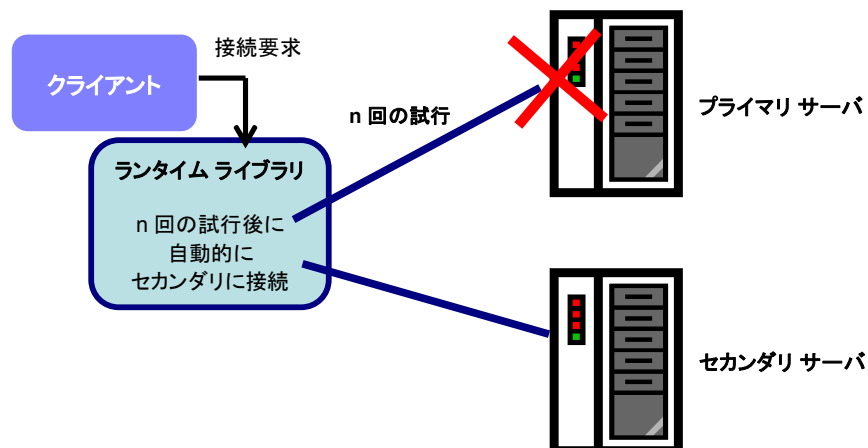 接続要求
クライアント
n 回の試行
プライマリ サーバ
ランタイム ライブラリ
n 回の試行後に
自動的に
セカンダリに接続
セカンダリ サーバ